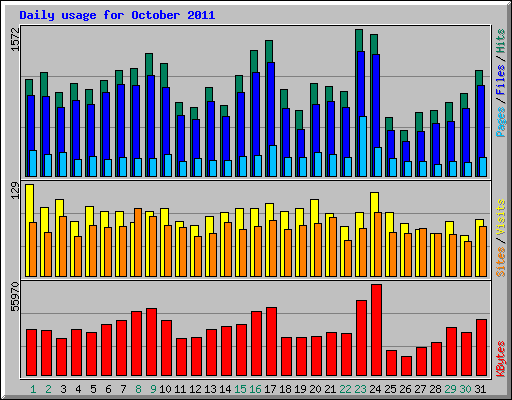 Daily usage for October 2011
1572
Pages / Files / Hits
129
Sites / Visits
55970
KBytes
1 2 3 4 5 6 7 8 9 10 11 12 13 14 15 16 17 18 19 20 21 22 23 24 25 26 27 28 29 30 31